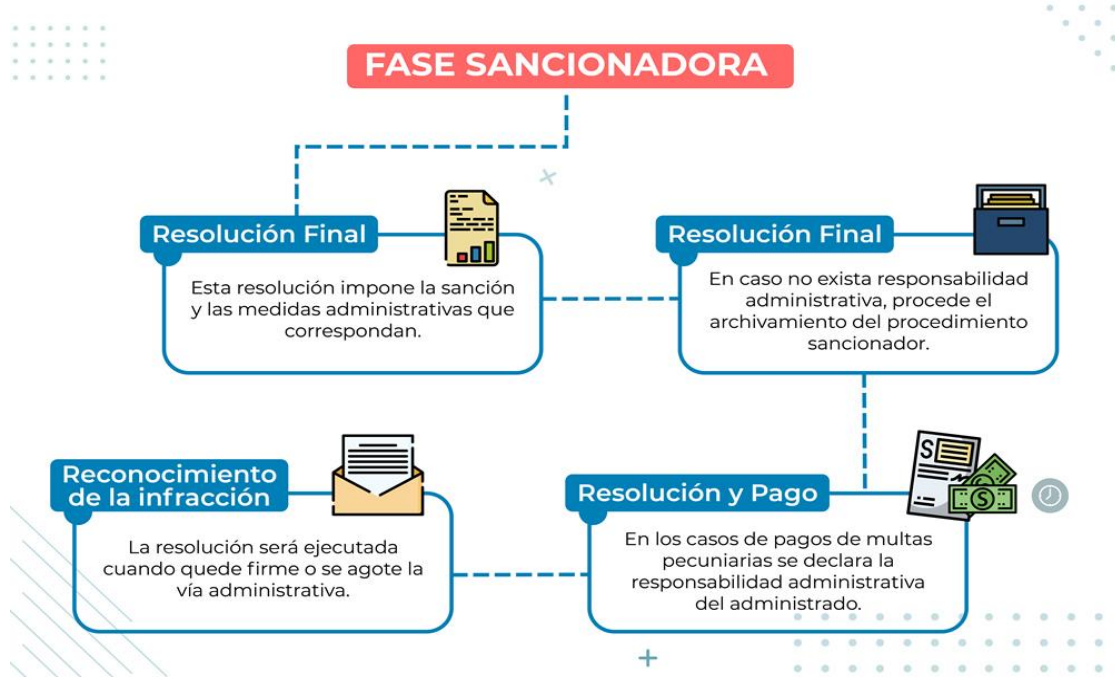 FASE SANCIONADORA
Resolución Final
Esta resolución impone la sanción
y las medidas administrativas que
correspondan.
Resolución Final
En caso no exista responsabilidad
administrativa, procede el
archivamiento del procedimiento
sancionador.
Reconocimiento
de la infracción
La resolución será ejecutada
cuando quede firme o se agote la
vía administrativa.
Resolución y Pago
En los casos de pagos de multas
pecuniarias se declara la
responsabilidad administrativa
del administrado.